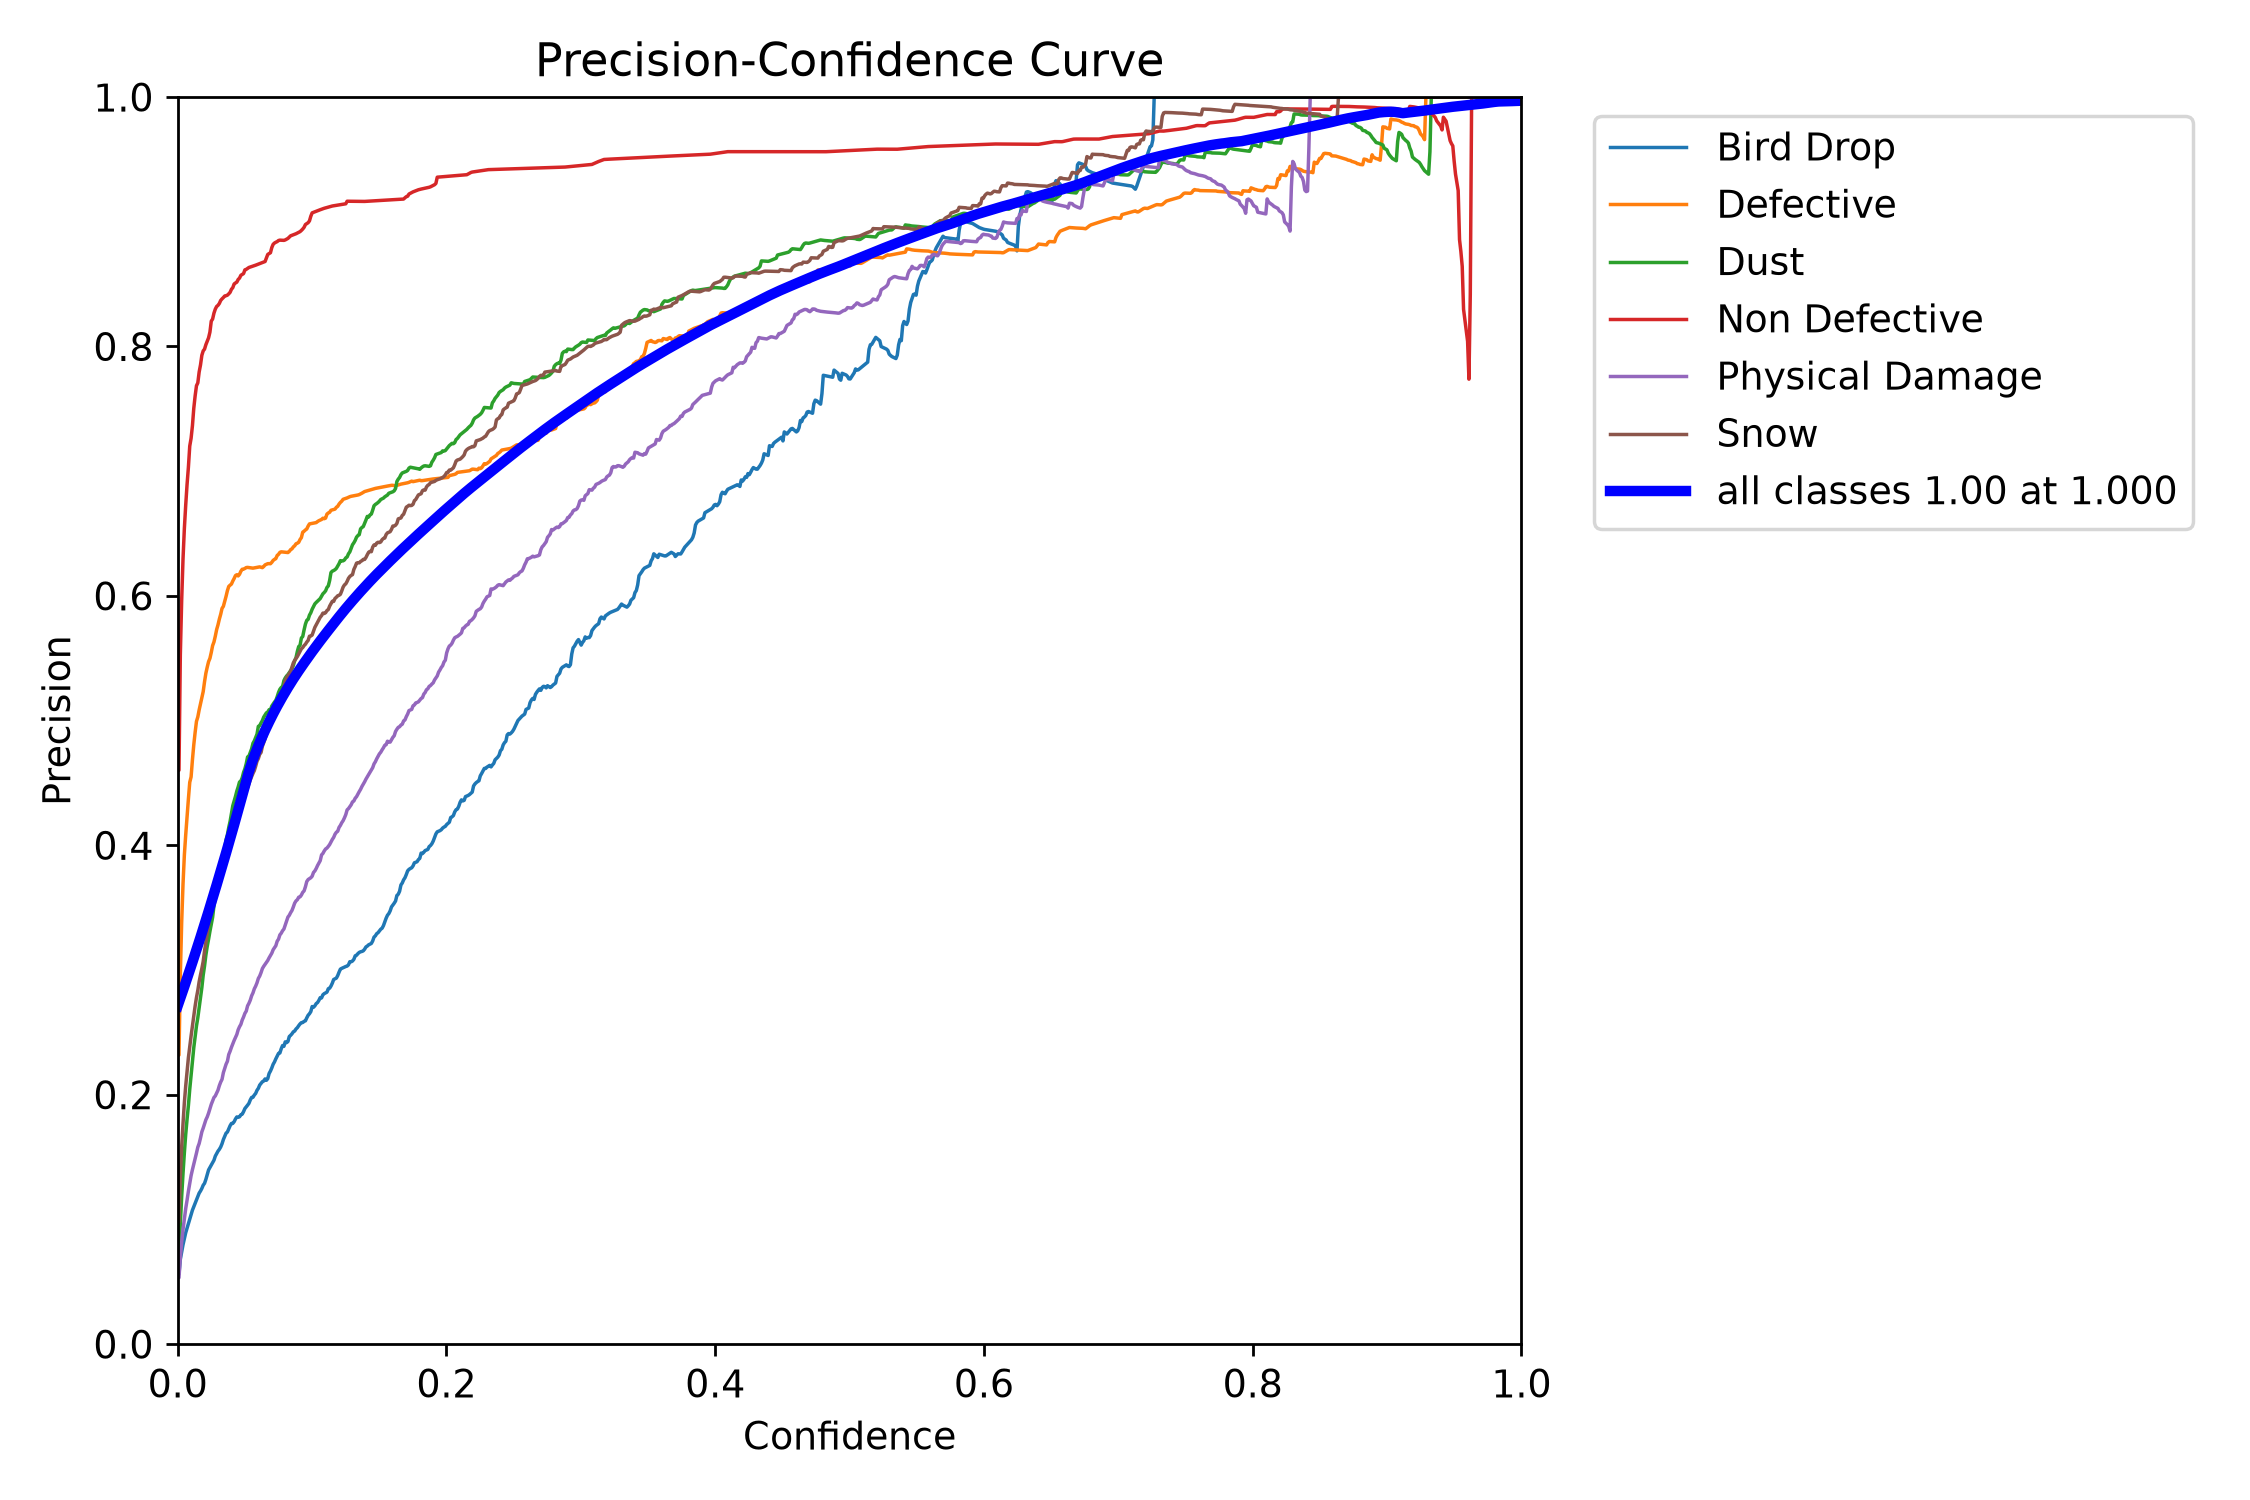 Precision-Confidence Curve
1.0
0.8
0.6
0.4
0.2
0.0
Precision
0.0 0.2 0.4 0.6 0.8 1.0
Confidence
Bird Drop
Defective
Dust
Non Defective
Physical Damage
Snow
all classes 1.00 at 1.000